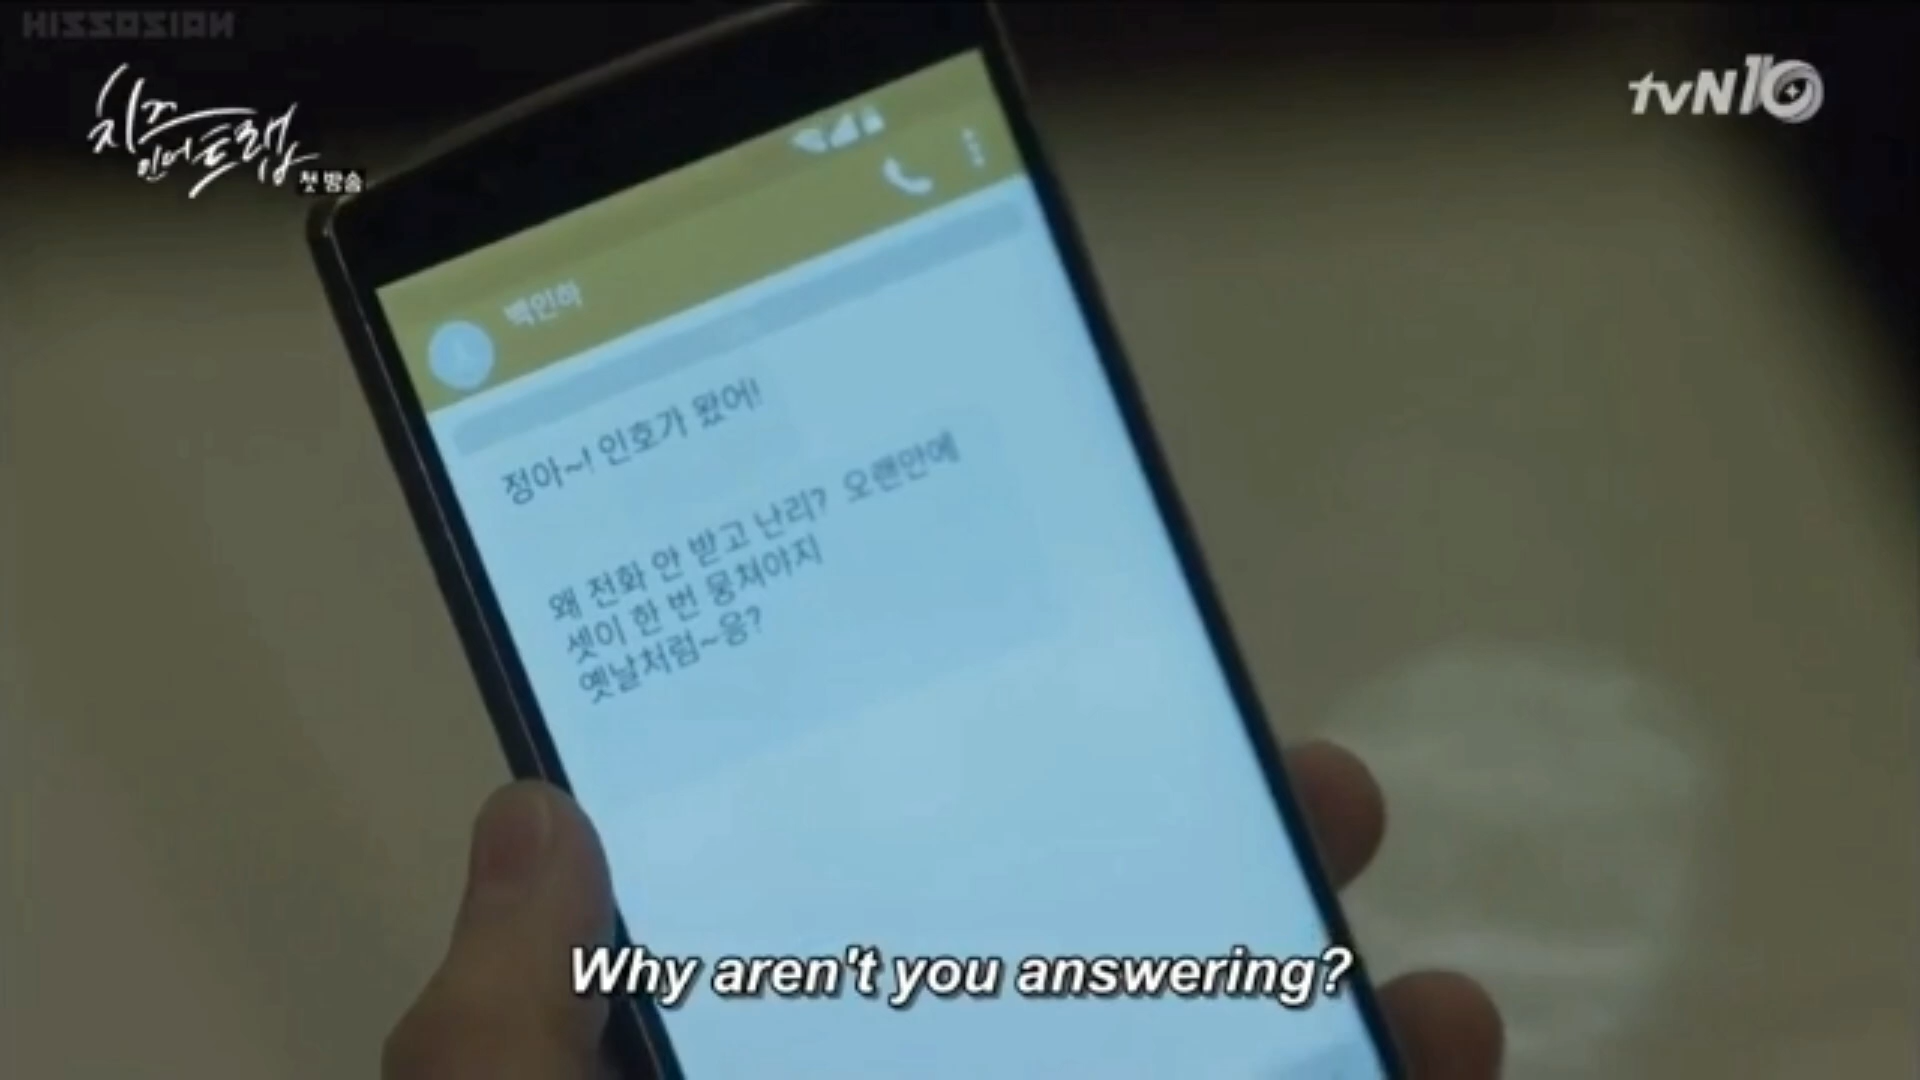 HISSOSION
치즈
인더트랩
첫방송
tvN10
백인하
정아~! 인호가 왔어!
왜 전화 안 받고 난리? 오랜만에
셋이 한 번 뭉쳐야지
옛날처럼~응?
Why aren't you answering?